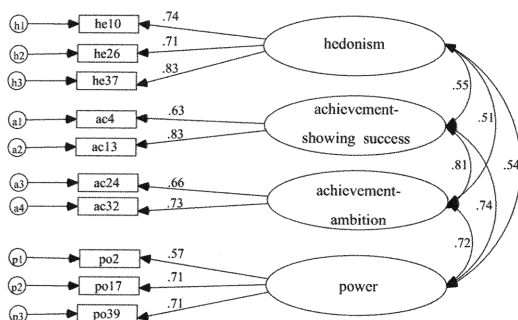 h1 he10 .74
h2 he26 .71
h3 he37 .83
hedonism
.55
.51
.54
a1 ac4 .63
a2 ac13 .83
achievement-
showing success
.81
.74
a3 ac24 .66
a4 ac32 .73
achievement-
ambition
.72
p1 po2 .57
p2 po17 .71
p3 po39 .71
power